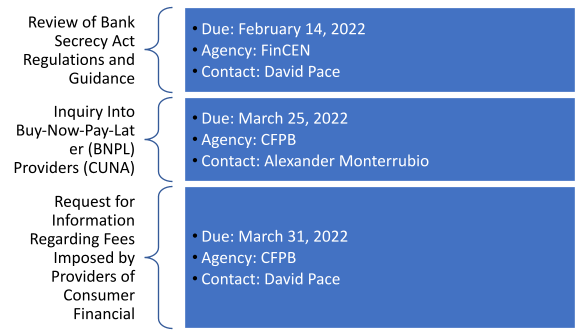 Review of Bank
Secrecy Act
Regulations and
Guidance
• Due: February 14, 2022
• Agency: FinCEN
• Contact: David Pace
Inquiry Into
Buy-Now-Pay-Lat
er (BNPL)
Providers (CUNA)
• Due: March 25, 2022
• Agency: CFPB
• Contact: Alexander Monterrubio
Request for
Information
Regarding Fees
Imposed by
Providers of
Consumer
Financial
• Due: March 31, 2022
• Agency: CFPB
• Contact: David Pace